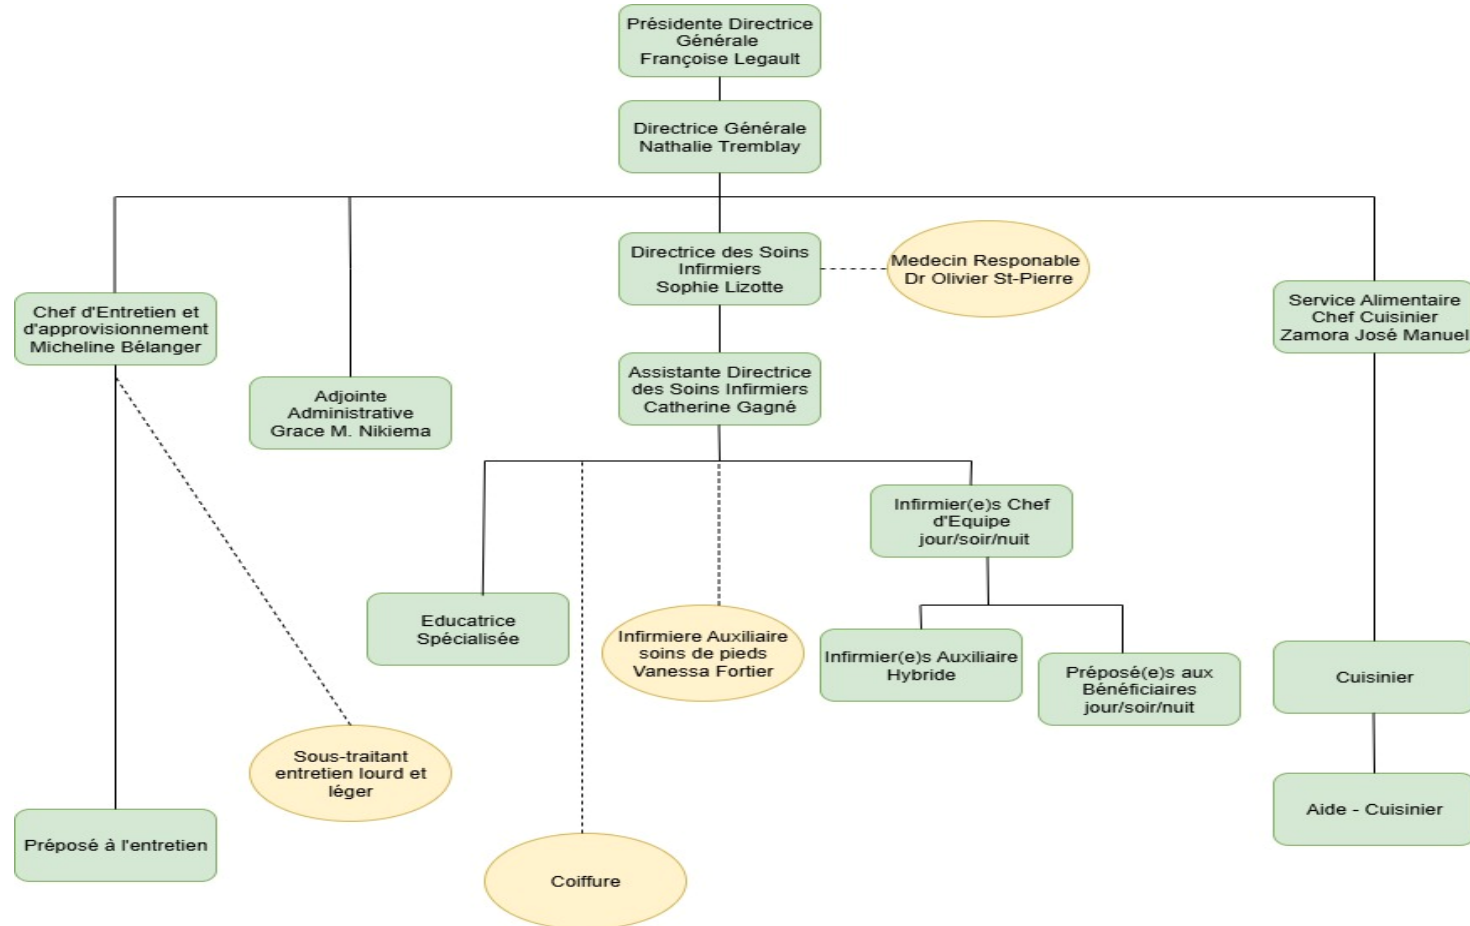 Présidente Directrice
Générale
Françoise Legault
Directrice Générale
Nathalie Tremblay
Directrice des Soins
Infirmiers
Sophie Lizotte
Medecin Responable
Dr Olivier St-Pierre
Chef d'Entretien et
d'approvisionnement
Micheline Bélanger
Service Alimentaire
Chef Cuisinier
Zamora José Manuel
Adjointe
Administrative
Grace M. Nikiema
Assistante Directrice
des Soins Infirmiers
Catherine Gagné
Infirmier(e)s Chef
d'Equipe
jour/soir/nuit
Educatrice
Spécialisée
Infirmiere Auxiliaire
soins de pieds
Vanessa Fortier
Infirmier(e)s Auxiliaire
Hybride
Préposé(e)s aux
Bénéficiaires
jour/soir/nuit
Cuisinier
Sous-traitant
entretien lourd et
léger
Préposé à l'entretien
Aide - Cuisinier
Coiffure